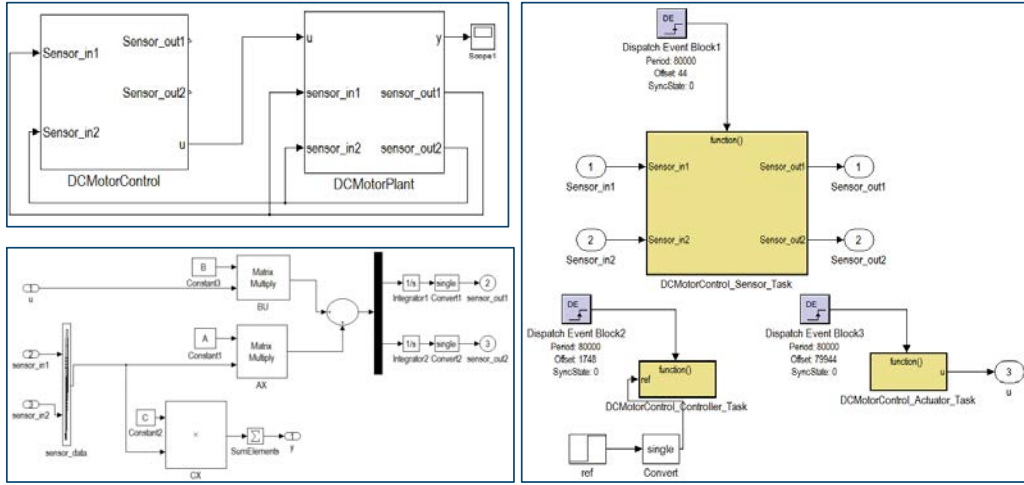 Sensor_in1
Sensor_out1
Sensor_out2
Sensor_in2
u
DCMotorControl
u
y
Scope1
sensor_in1
sensor_out1
sensor_in2
sensor_out2
DCMotorPlant
B
Constant3
Matrix
Multiply
BU
1
u
A
Constant1
Matrix
Multiply
AX
2
sensor_in1
3
sensor_in2
sensor_data
C
Constant2
×
CX
Σ
SumElements
1
y
1/s
Integrator1
single
Convert1
2
sensor_out1
1/s
Integrator2
single
Convert2
3
sensor_out2
DE
Dispatch Event Block1
Period: 80000
Offset: 44
SyncState: 0
function()
1
Sensor_in1
Sensor_in1
Sensor_out1
1
Sensor_out1
2
Sensor_in2
Sensor_in2
Sensor_out2
2
Sensor_out2
DCMotorControl_Sensor_Task
DE
Dispatch Event Block2
Period: 80000
Offset: 1748
SyncState: 0
function()
ref
DCMotorControl_Controller_Task
ref
single
Convert
DE
Dispatch Event Block3
Period: 80000
Offset: 79944
SyncState: 0
function()
u
DCMotorControl_Actuator_Task
3
u